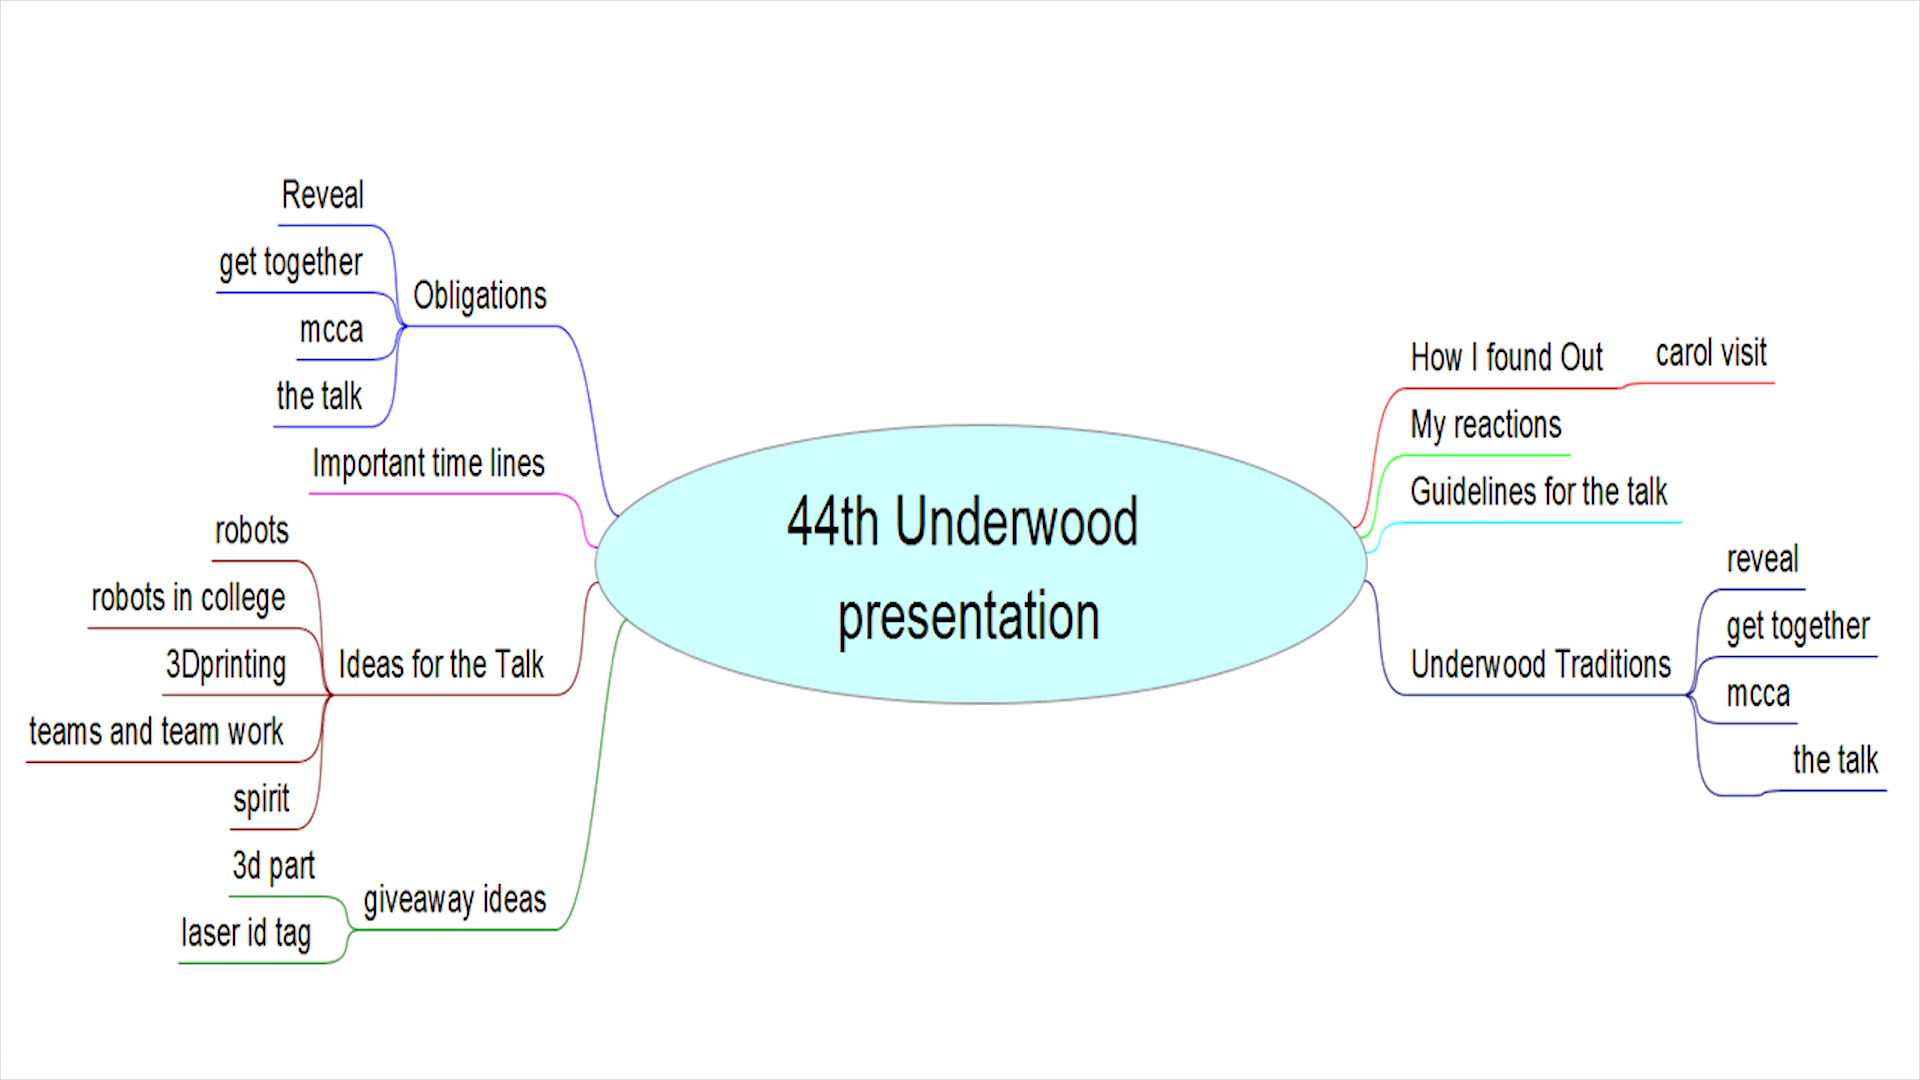 Reveal
get together
mcca
the talk
Obligations
Important time lines
robots
robots in college
3Dprinting
teams and team work
spirit
Ideas for the Talk
3d part
laser id tag
giveaway ideas
44th Underwood
presentation
How I found Out
carol visit
My reactions
Guidelines for the talk
Underwood Traditions
reveal
get together
mcca
the talk